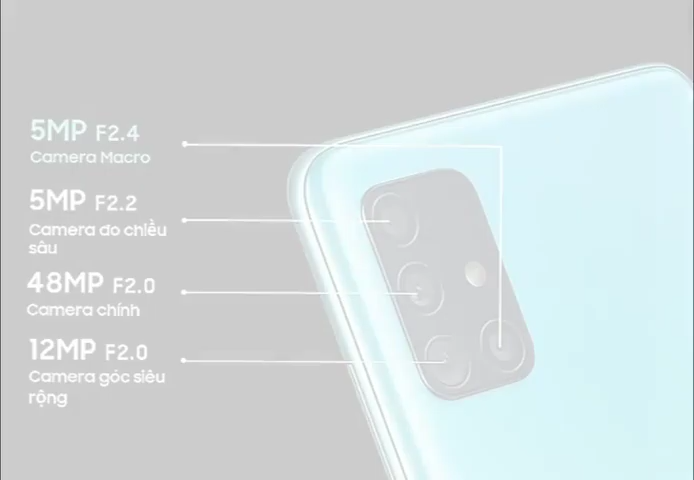 5MP F2.4
Camera Macro
5MP F2.2
Camera đo chiều
sâu
48MP F2.0
Camera chính
12MP F2.0
Camera góc siêu
rộng